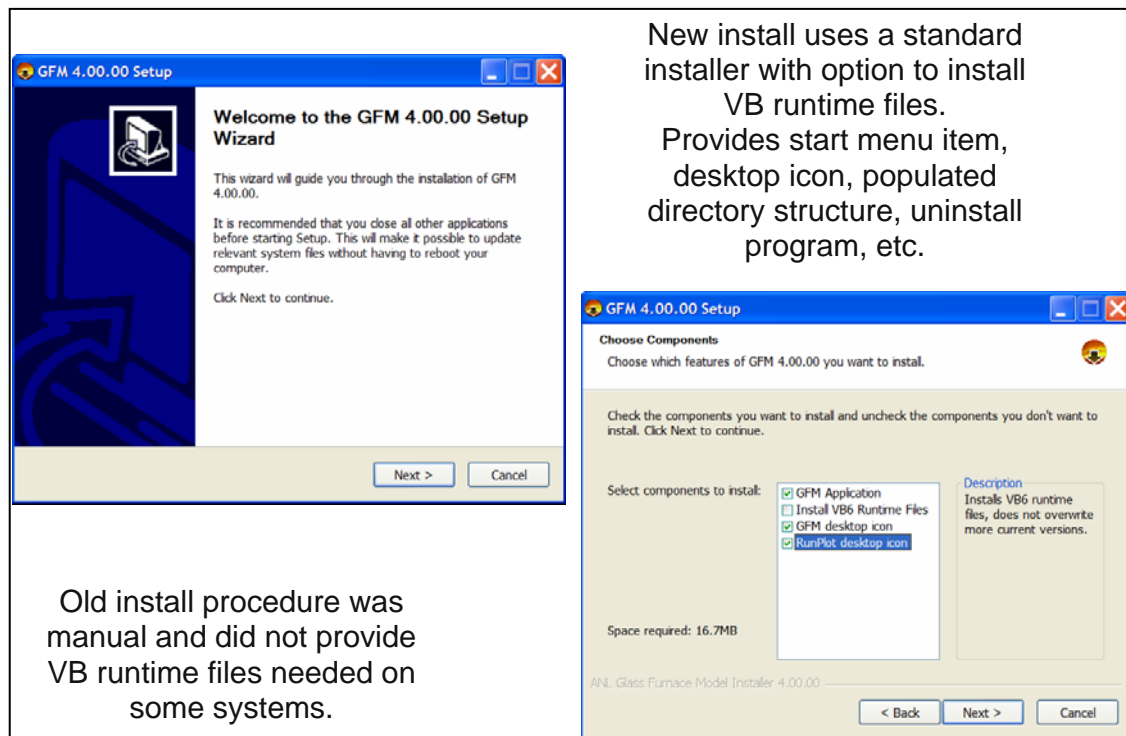 GFM 4.00.00 Setup
Welcome to the GFM 4.00.00 Setup
Wizard
This wizard will guide you through the installation of GFM
4.00.00.
It is recommended that you close all other applications
before starting Setup. This will make it possible to update
relevant system files without having to reboot your
computer.
Click Next to continue.
Next >
Cancel
New install uses a standard
installer with option to install
VB runtime files.
Provides start menu item,
desktop icon, populated
directory structure, uninstall
program, etc.
GFM 4.00.00 Setup
Choose Components
Choose which features of GFM 4.00.00 you want to install.
Check the components you want to install and uncheck the components you don't want to
install. Click Next to continue.
Select components to install:
GFM Application
Install VB6 Runtime Files
GFM desktop icon
RunPlot desktop icon
Description
Installs VB6 runtime
files, does not overwrite
more current versions.
Space required: 16.7MB
ANL Glass Furnace Model Installer 4.00.00
< Back
Next >
Cancel
Old install procedure was
manual and did not provide
VB runtime files needed on
some systems.